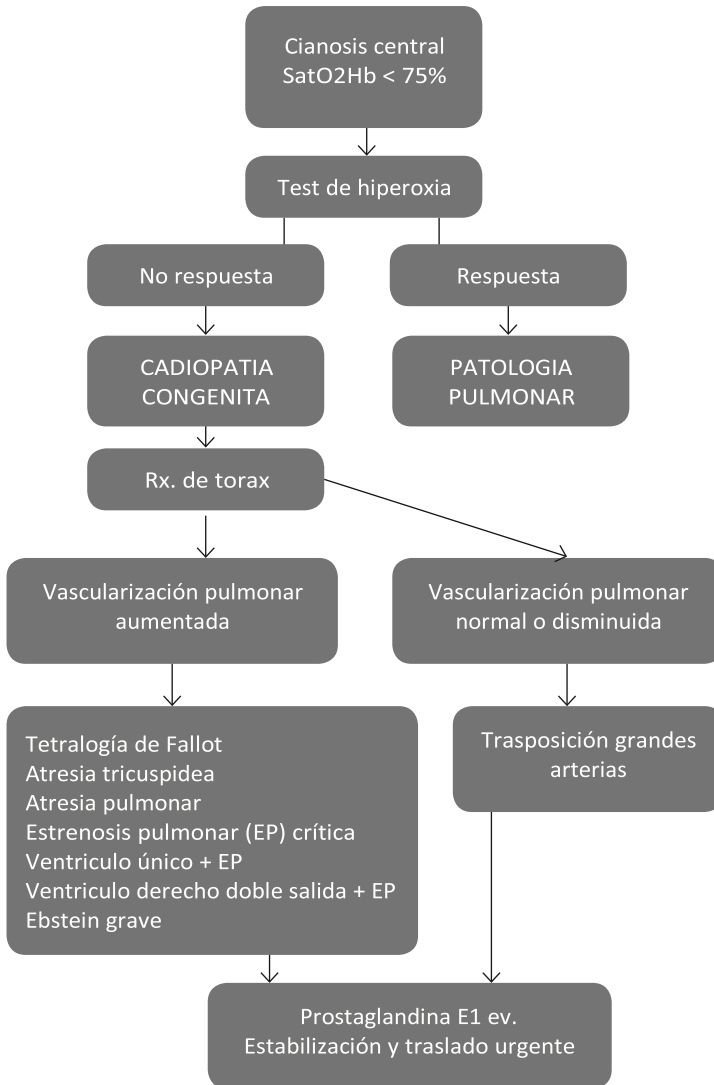 Cianosis central
SatO2Hb < 75%
Test de hiperoxia
No respuesta
Respuesta
CADIOPATIA
CONGENITA
PATOLOGIA
PULMONAR
Rx. de torax
Vascularización pulmonar
aumentada
Vascularización pulmonar
normal o disminuida
Tetralogía de Fallot
Atresia tricuspidea
Atresia pulmonar
Estrenosis pulmonar (EP) crítica
Ventriculo único + EP
Ventriculo derecho doble salida + EP
Ebstein grave
Trasposición grandes
arterias
Prostaglandina E1 ev.
Estabilización y traslado urgente